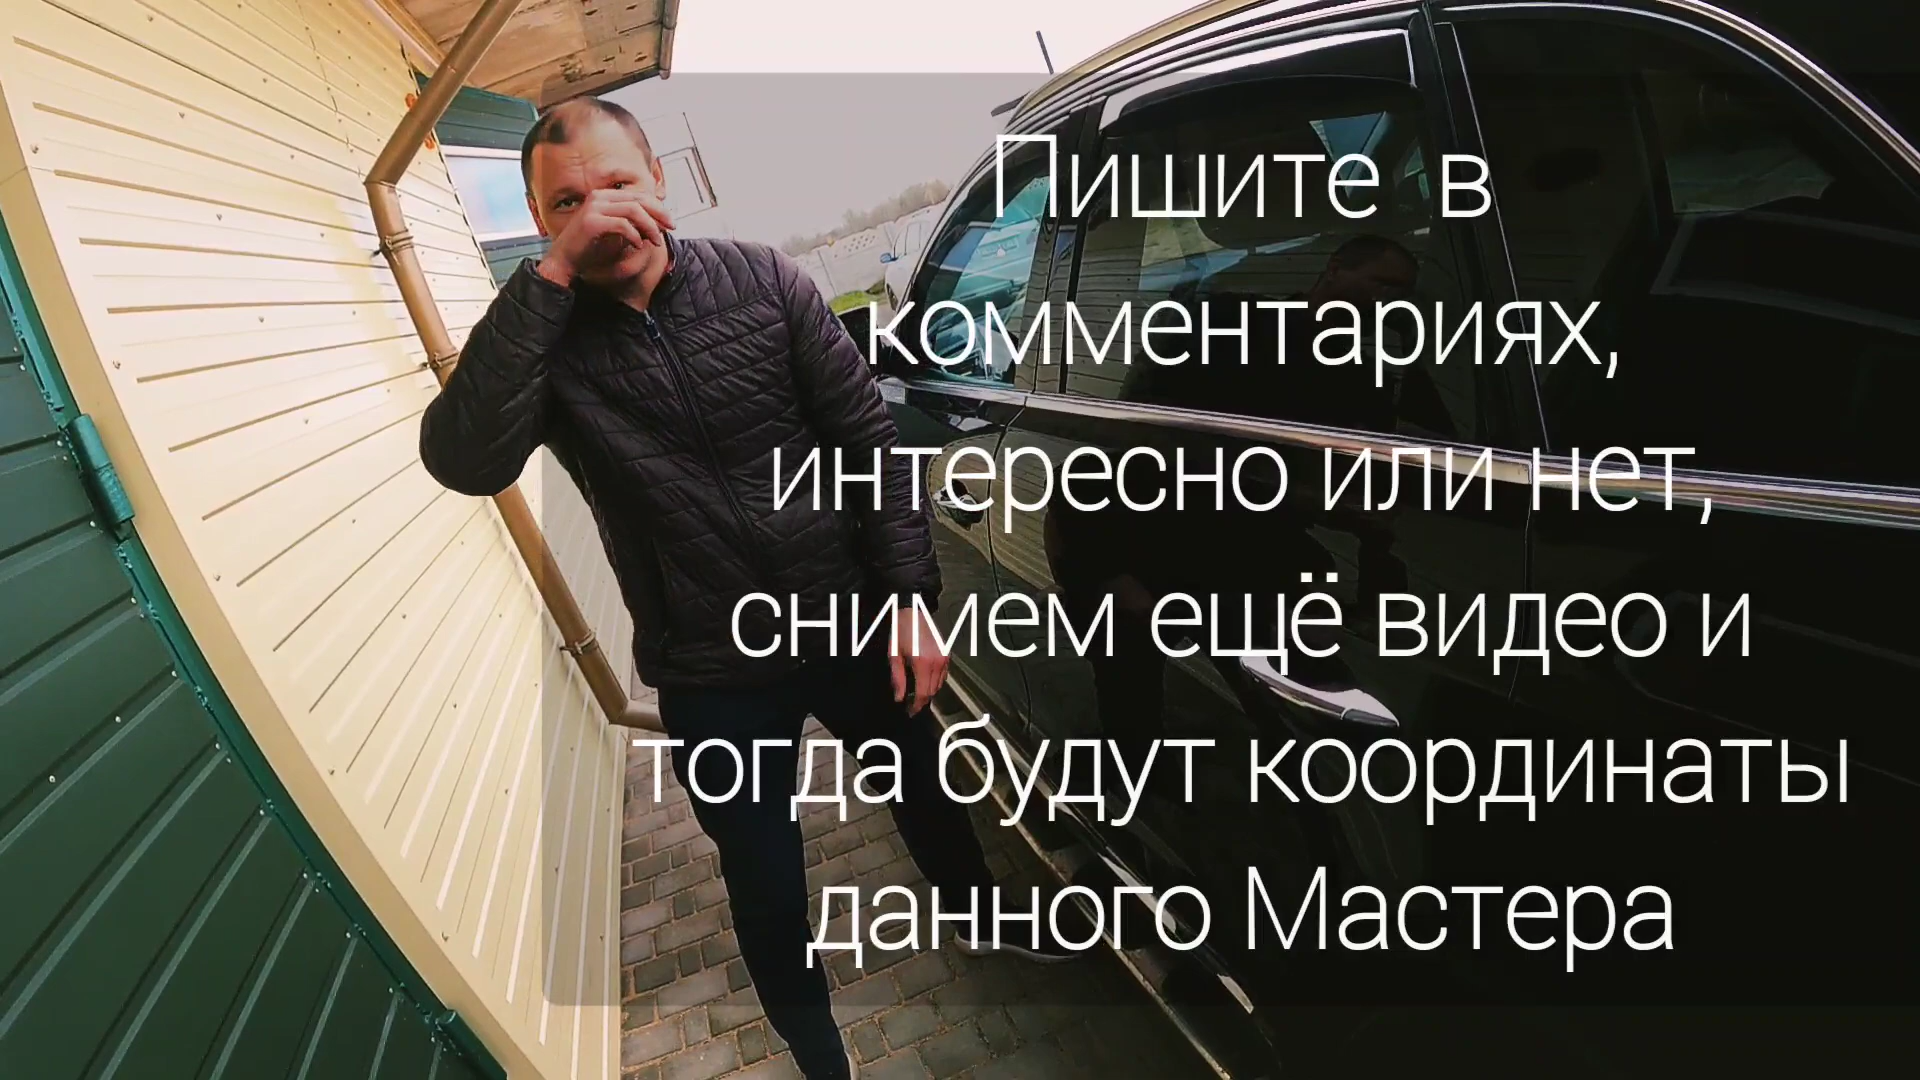 Пишите в
комментариях,
интересно или нет,
снимем ещё видео и
тогда будут координаты
данного Мастера